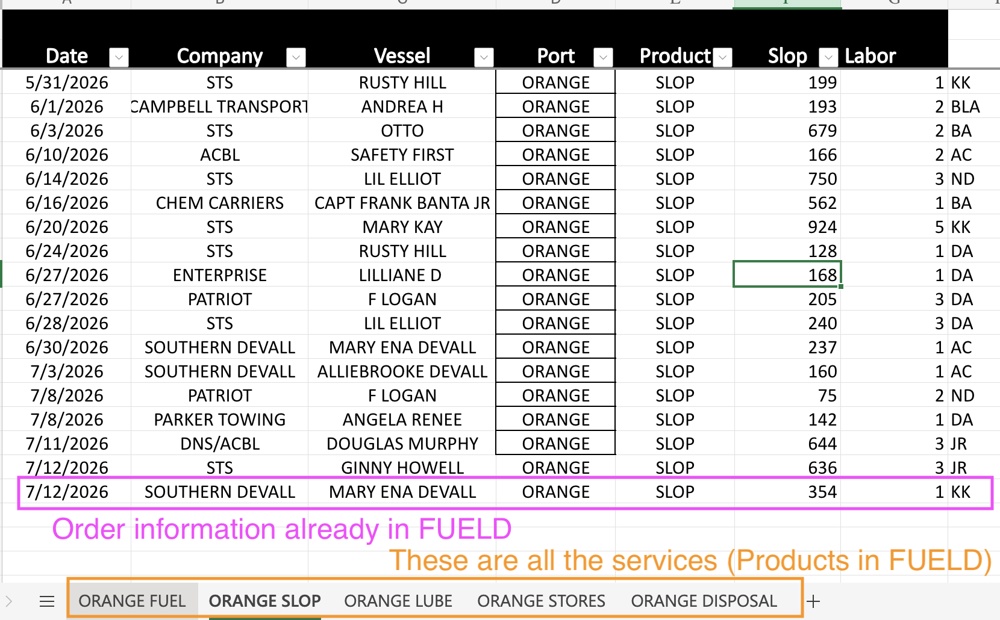 Date Company Vessel Port Product Slop Labor
5/31/2026 STS RUSTY HILL ORANGE SLOP 199 1 KK
6/1/2026 CAMPBELL TRANSPORT ANDREA H ORANGE SLOP 193 2 BLA
6/3/2026 STS OTTO ORANGE SLOP 679 2 BA
6/10/2026 ACBL SAFETY FIRST ORANGE SLOP 166 2 AC
6/14/2026 STS LIL ELLIOT ORANGE SLOP 750 3 ND
6/16/2026 CHEM CARRIERS CAPT FRANK BANTA JR ORANGE SLOP 562 1 BA
6/20/2026 STS MARY KAY ORANGE SLOP 924 5 KK
6/24/2026 STS RUSTY HILL ORANGE SLOP 128 1 DA
6/27/2026 ENTERPRISE LILLIANE D ORANGE SLOP 168 1 DA
6/27/2026 PATRIOT F LOGAN ORANGE SLOP 205 3 DA
6/28/2026 STS LIL ELLIOT ORANGE SLOP 240 3 DA
6/30/2026 SOUTHERN DEVALL MARY ENA DEVALL ORANGE SLOP 237 1 AC
7/3/2026 SOUTHERN DEVALL ALLIEBROOKE DEVALL ORANGE SLOP 160 1 AC
7/8/2026 PATRIOT F LOGAN ORANGE SLOP 75 2 ND
7/8/2026 PARKER TOWING ANGELA RENEE ORANGE SLOP 142 1 DA
7/11/2026 DNS/ACBL DOUGLAS MURPHY ORANGE SLOP 644 3 JR
7/12/2026 STS GINNY HOWELL ORANGE SLOP 636 3 JR
7/12/2026 SOUTHERN DEVALL MARY ENA DEVALL ORANGE SLOP 354 1 KK
Order information already in FUELD
These are all the services (Products in FUELD)
ORANGE FUEL ORANGE SLOP ORANGE LUBE ORANGE STORES ORANGE DISPOSAL